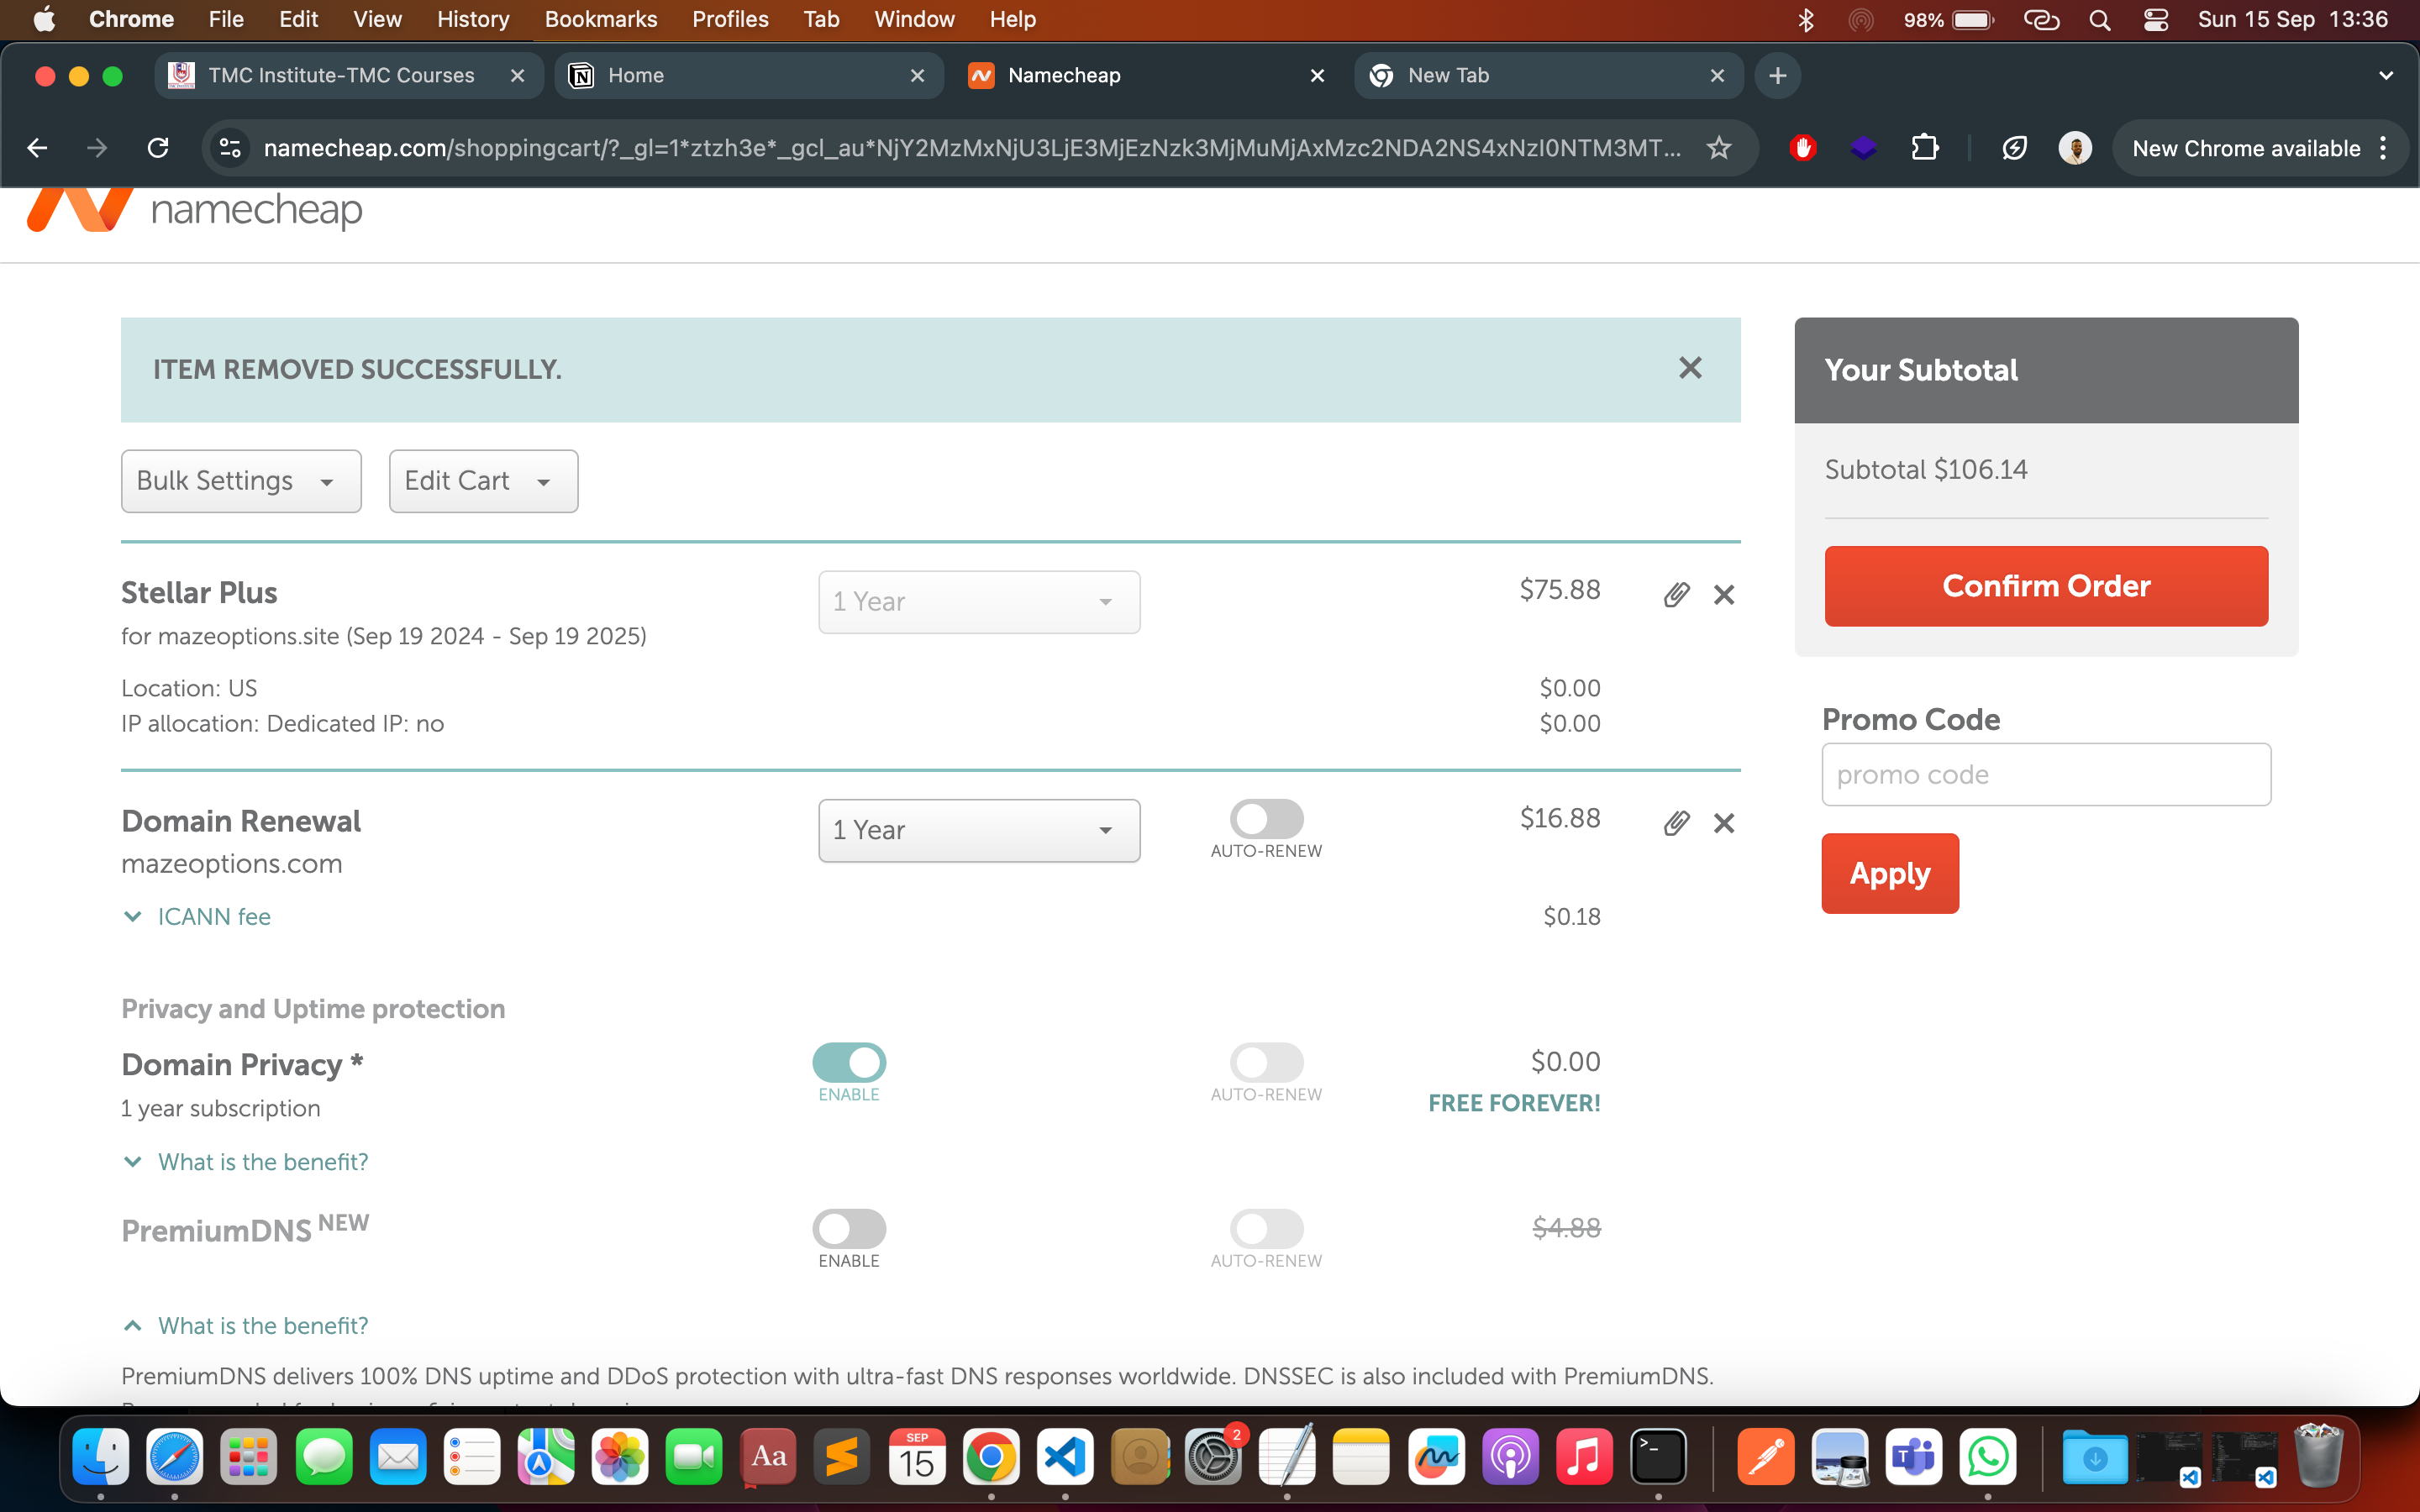 Chrome File Edit View History Bookmarks Profiles Tab Window Help 98% Sun 15 Sep 13:36
TMC Institute-TMC Courses Home Namecheap New Tab
namecheap.com/shoppingcart/?_gl=1*ztzh3e*_gcl_au*NjY2MzMxNjU3LjE3MjEzNzk3MjMuMjAxMzc2NDA2NS4xNzI0NTM3MT... New Chrome available
namecheap
ITEM REMOVED SUCCESSFULLY.
Bulk Settings Edit Cart
Stellar Plus 1 Year $75.88
for mazeoptions.site (Sep 19 2024 - Sep 19 2025)
Location: US $0.00
IP allocation: Dedicated IP: no $0.00
Domain Renewal 1 Year $16.88
mazeoptions.com AUTO-RENEW
ICANN fee $0.18
Privacy and Uptime protection
Domain Privacy * $0.00
1 year subscription ENABLE AUTO-RENEW FREE FOREVER!
What is the benefit?
PremiumDNS NEW $4.88
ENABLE AUTO-RENEW
What is the benefit?
PremiumDNS delivers 100% DNS uptime and DDoS protection with ultra-fast DNS responses worldwide. DNSSEC is also included with PremiumDNS.
Your Subtotal
Subtotal $106.14
Confirm Order
Promo Code
promo code
Apply
Aa
SEP
15
2